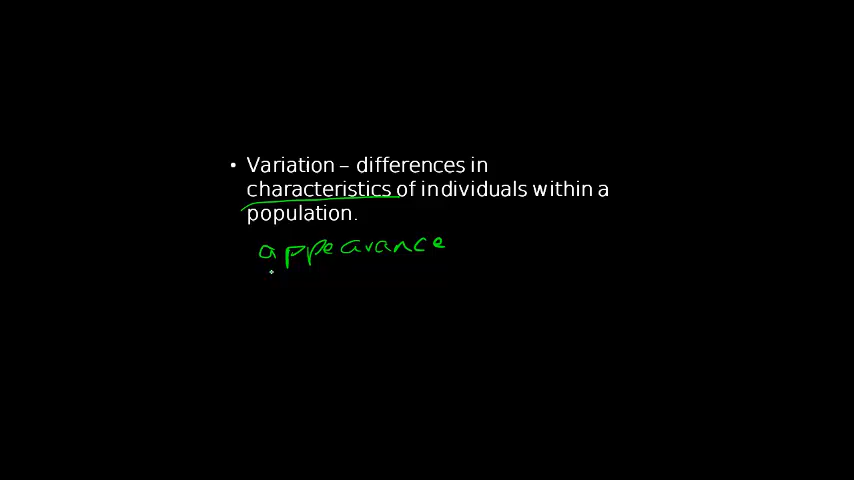 • Variation – differences in
characteristics of individuals within a
population.
appearance